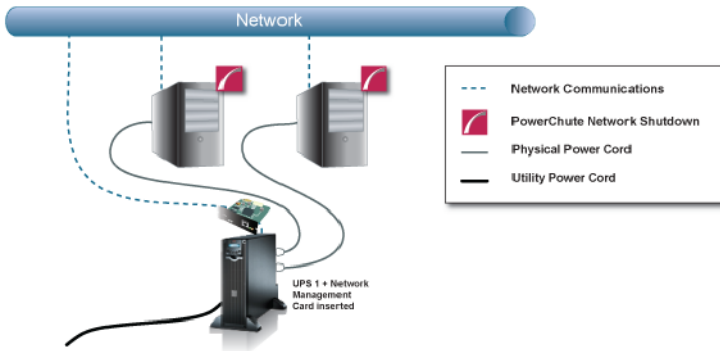 Network
Network Communications
PowerChute Network Shutdown
Physical Power Cord
Utility Power Cord
UPS 1 + Network
Management
Card inserted